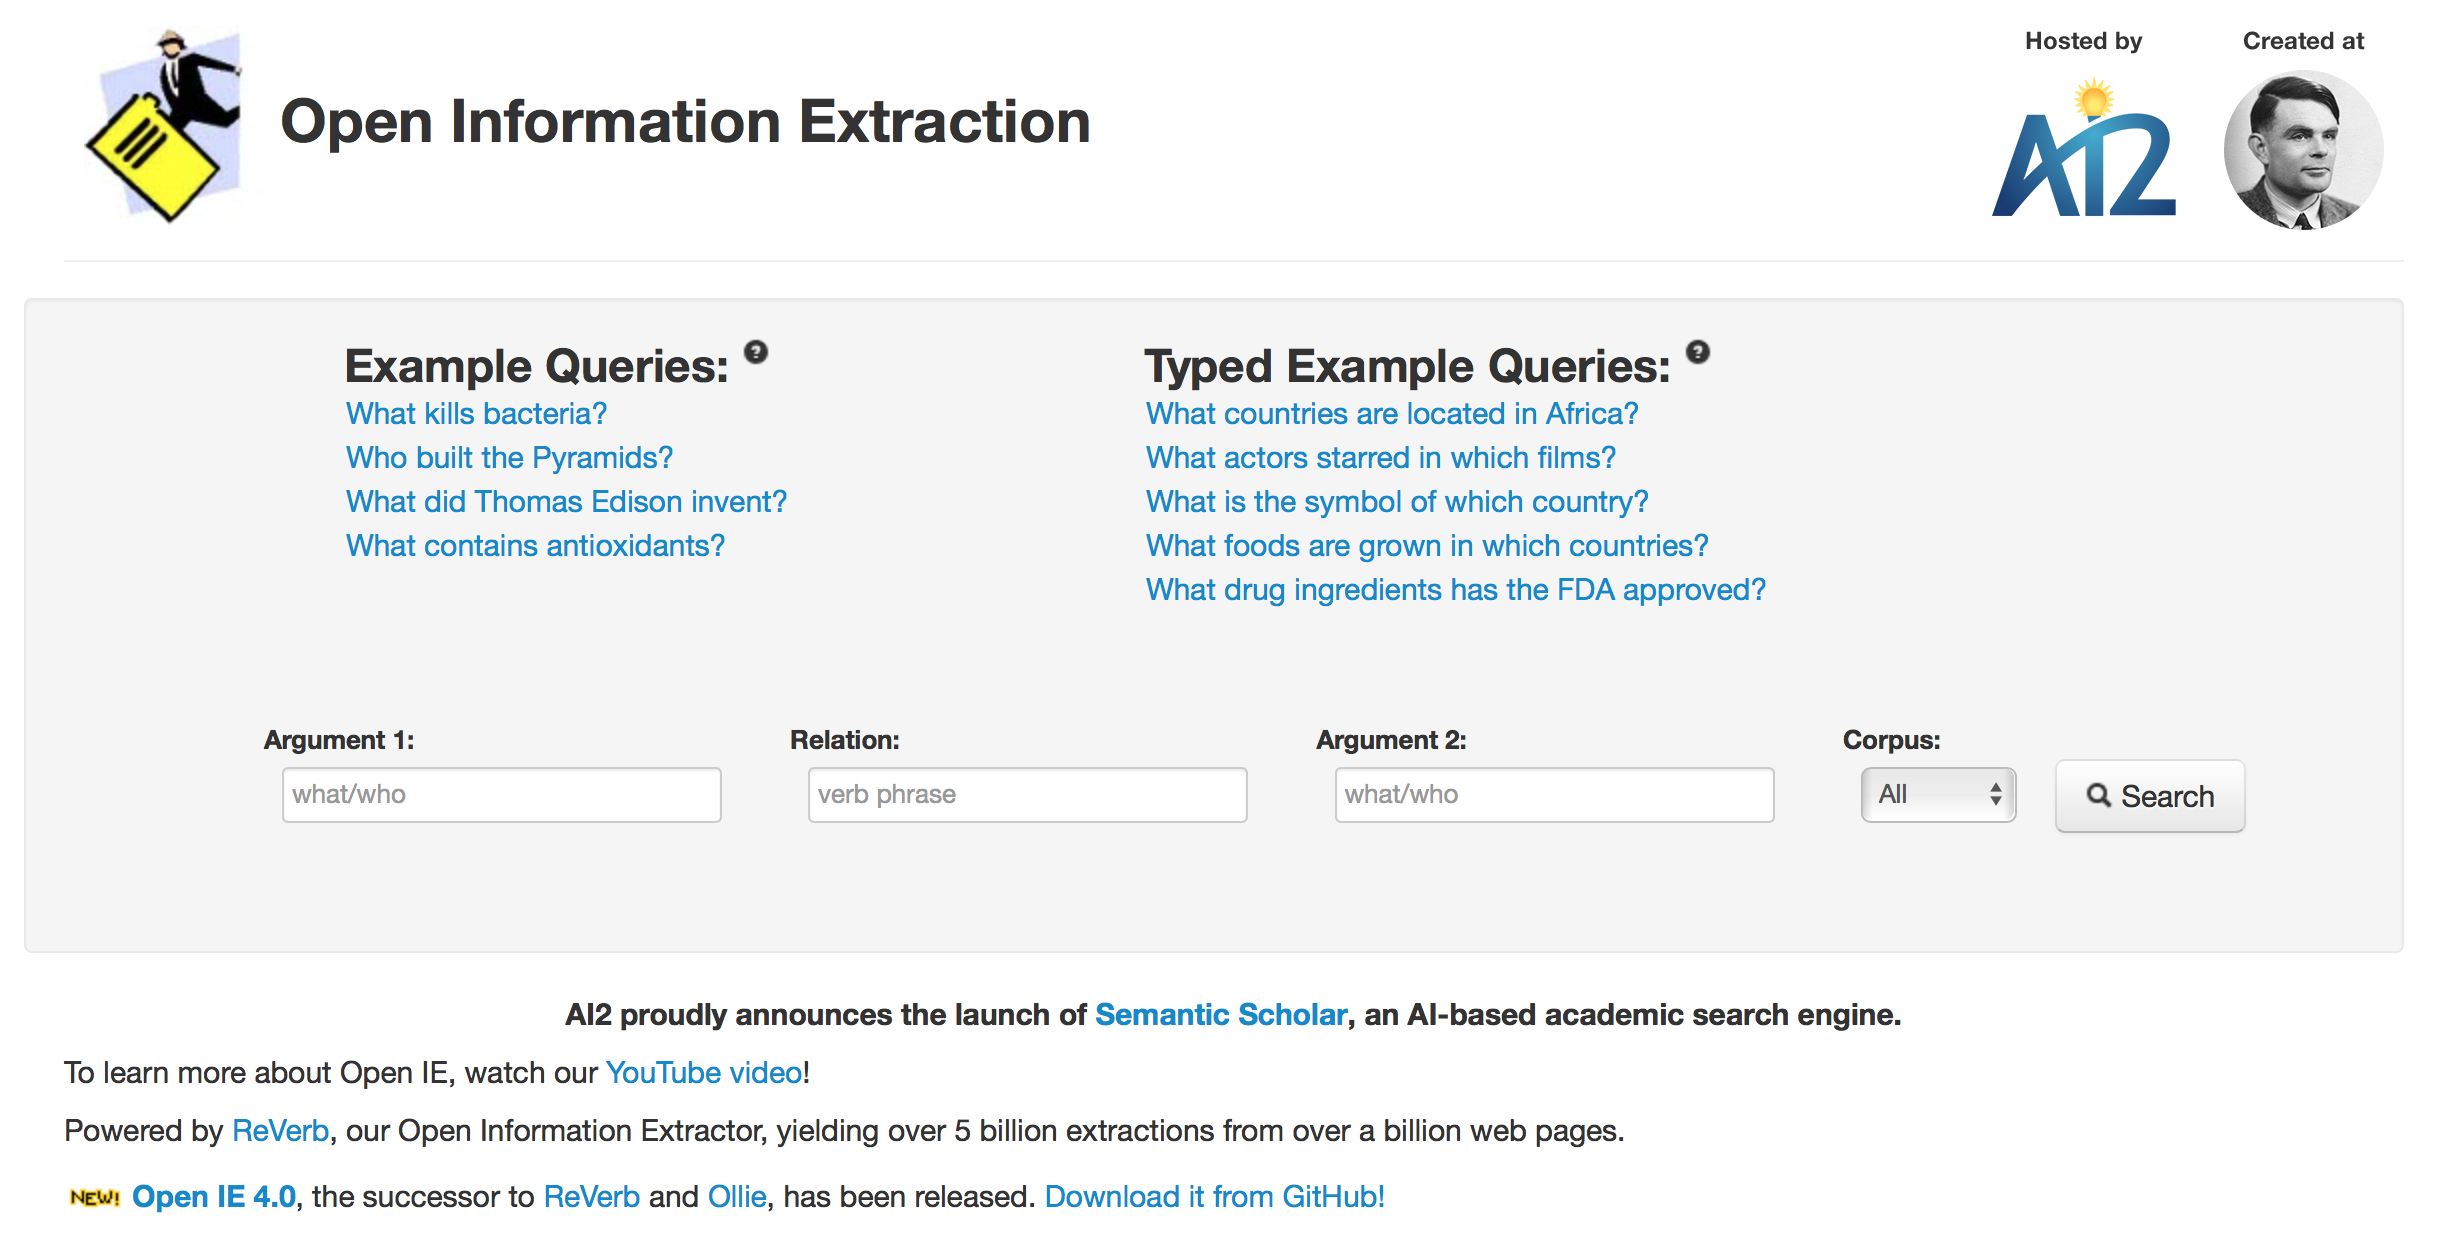 Open Information Extraction
Hosted by
AI2
Created at
Example Queries: ?
What kills bacteria?
Who built the Pyramids?
What did Thomas Edison invent?
What contains antioxidants?
Typed Example Queries: ?
What countries are located in Africa?
What actors starred in which films?
What is the symbol of which country?
What foods are grown in which countries?
What drug ingredients has the FDA approved?
Argument 1:
what/who
Relation:
verb phrase
Argument 2:
what/who
Corpus:
All
Search
AI2 proudly announces the launch of Semantic Scholar, an AI-based academic search engine.
To learn more about Open IE, watch our YouTube video!
Powered by ReVerb, our Open Information Extractor, yielding over 5 billion extractions from over a billion web pages.
NEW! Open IE 4.0, the successor to ReVerb and Ollie, has been released. Download it from GitHub!